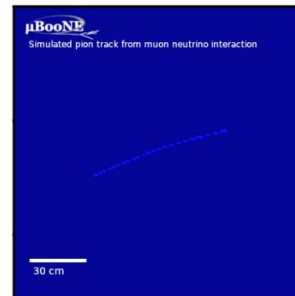 μBooNE
Simulated pion track from muon neutrino interaction
30 cm